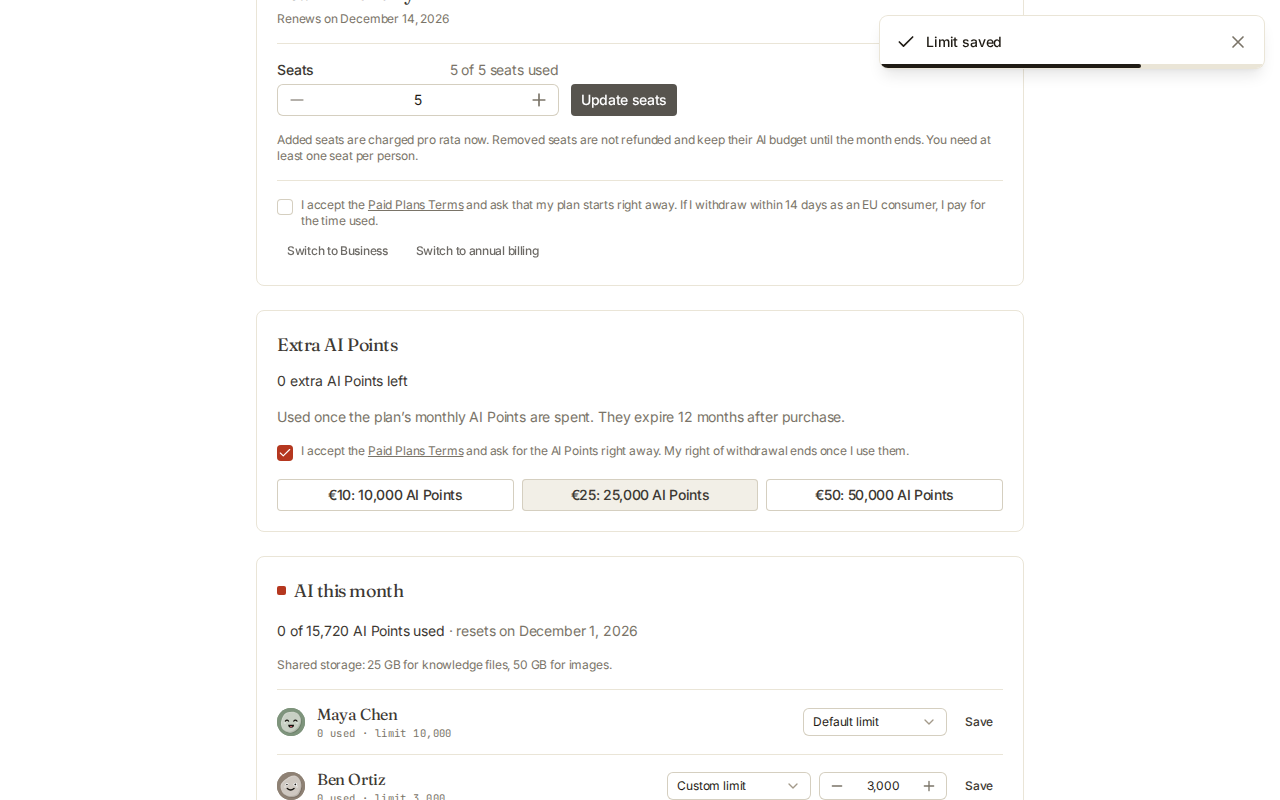 Renews on December 14, 2026
Limit saved
Seats
5 of 5 seats used
5
Update seats
Added seats are charged pro rata now. Removed seats are not refunded and keep their AI budget until the month ends. You need at
least one seat per person.
I accept the Paid Plans Terms and ask that my plan starts right away. If I withdraw within 14 days as an EU consumer, I pay for
the time used.
Switch to Business
Switch to annual billing
Extra AI Points
0 extra AI Points left
Used once the plan's monthly AI Points are spent. They expire 12 months after purchase.
I accept the Paid Plans Terms and ask for the AI Points right away. My right of withdrawal ends once I use them.
€10: 10,000 AI Points
€25: 25,000 AI Points
€50: 50,000 AI Points
AI this month
0 of 15,720 AI Points used · resets on December 1, 2026
Shared storage: 25 GB for knowledge files, 50 GB for images.
Maya Chen
0 used · limit 10,000
Default limit
Save
Ben Ortiz
0 used · limit 3,000
Custom limit
3,000
Save